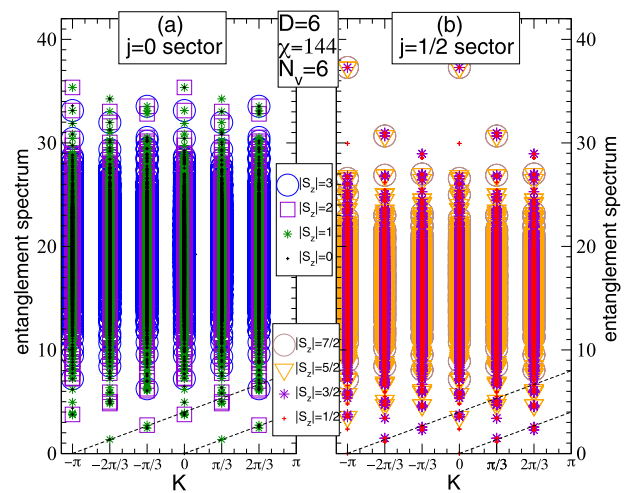 (a)
j=0 sector
D=6
χ=144
N_v=6
(b)
j=1/2 sector
entanglement spectrum
40
30
20
10
0
|S_z|=3
|S_z|=2
|S_z|=1
|S_z|=0
|S_z|=7/2
|S_z|=5/2
|S_z|=3/2
|S_z|=1/2
40
30
20
10
0
entanglement spectrum
−π −2π/3 −π/3 0 π/3 2π/3 π
K
−π −2π/3 −π/3 0 π/3 2π/3 π
K